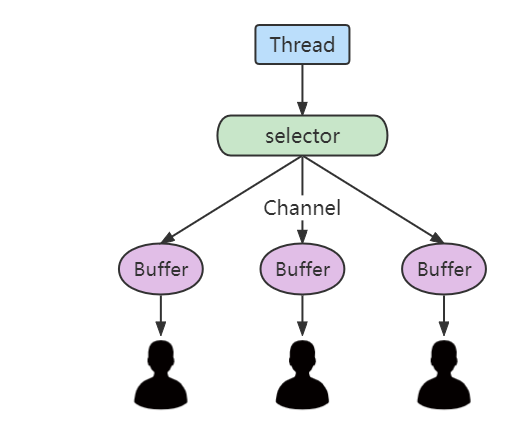 Thread
selector
Channel
Buffer
Buffer
Buffer